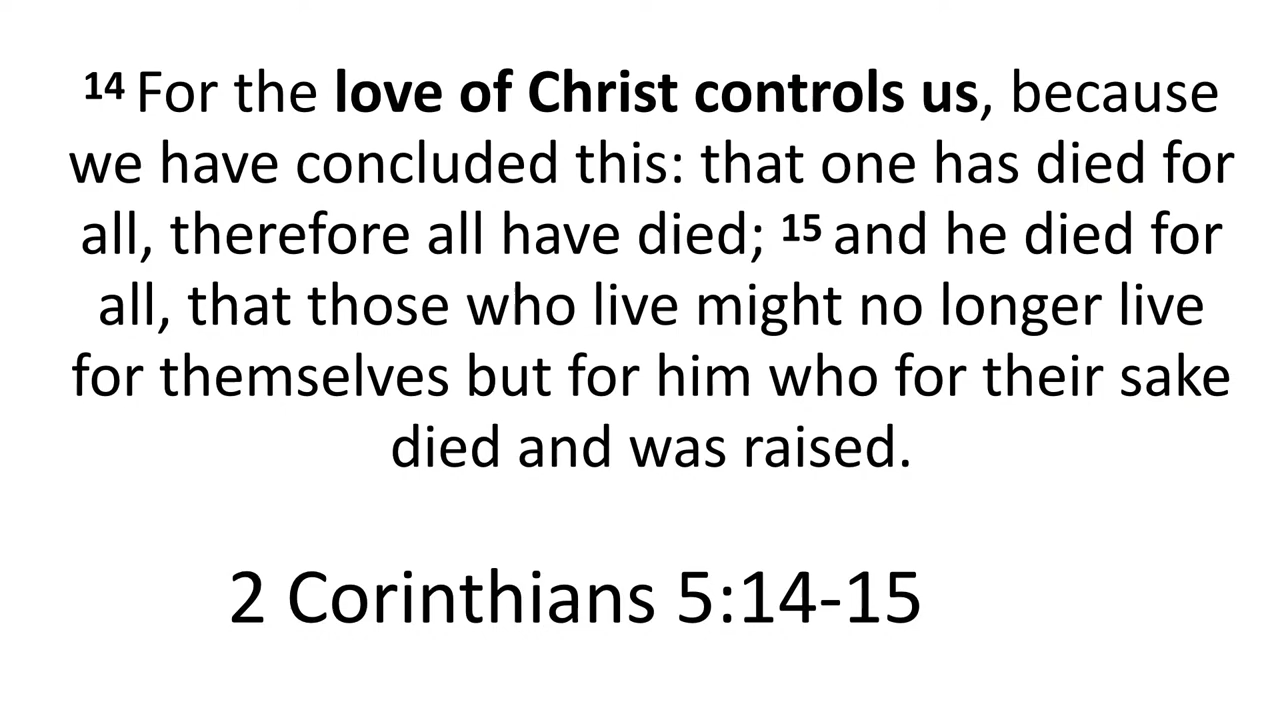 14 For the love of Christ controls us, because
we have concluded this: that one has died for
all, therefore all have died; 15 and he died for
all, that those who live might no longer live
for themselves but for him who for their sake
died and was raised.
2 Corinthians 5:14-15